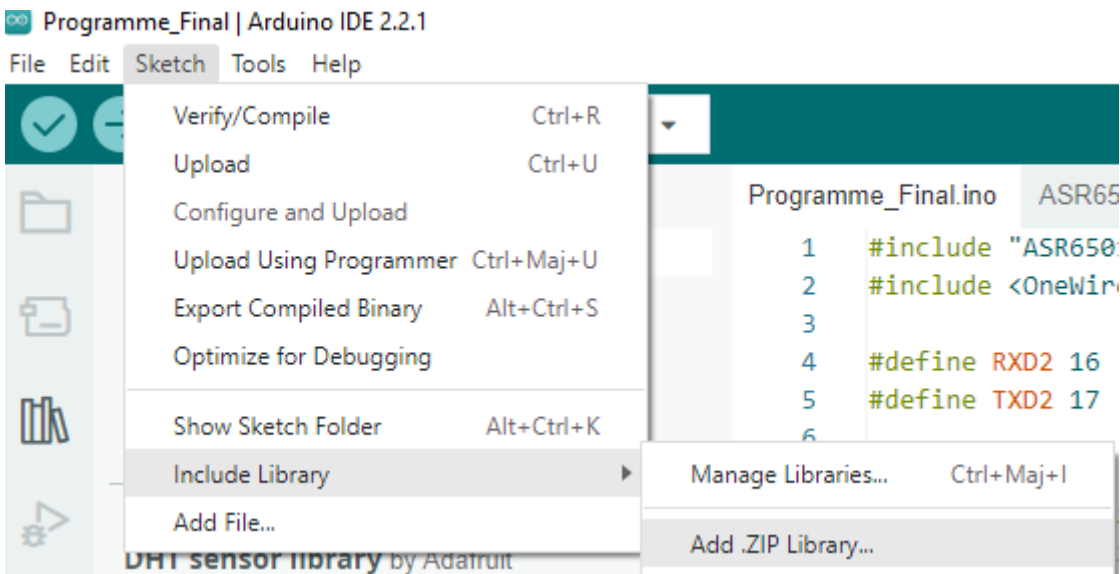 Programme_Final | Arduino IDE 2.2.1
File Edit Sketch Tools Help
Verify/Compile Ctrl+R
Upload Ctrl+U
Configure and Upload
Upload Using Programmer Ctrl+Maj+U
Export Compiled Binary Alt+Ctrl+S
Optimize for Debugging
Show Sketch Folder Alt+Ctrl+K
Include Library
Add File...
DHT sensor library by Adafruit
Manage Libraries... Ctrl+Maj+I
Add .ZIP Library...
Programme_Final.ino ASR65
1 #include "ASR650
2 #include <OneWir
3
4 #define RXD2 16
5 #define TXD2 17
6